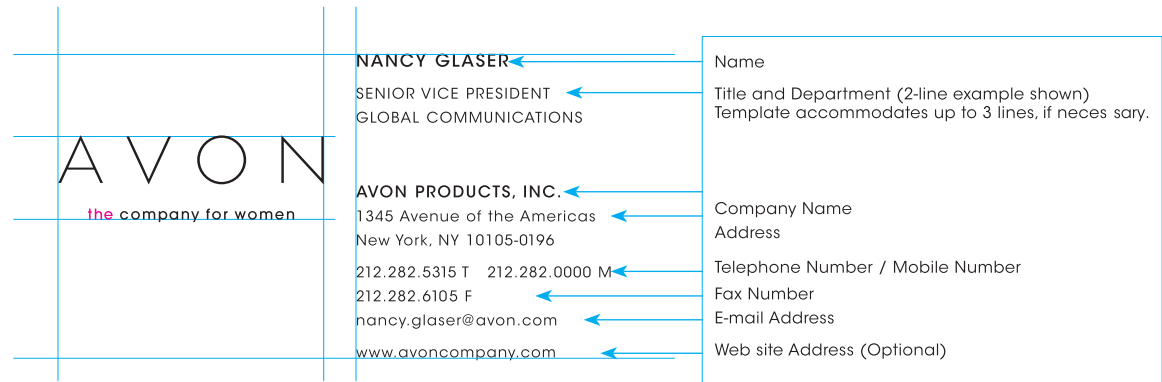 AVON
the company for women
NANCY GLASER
SENIOR VICE PRESIDENT
GLOBAL COMMUNICATIONS
AVON PRODUCTS, INC.
1345 Avenue of the Americas
New York, NY 10105-0196
212.282.5315 T 212.282.0000 M
212.282.6105 F
nancy.glaser@avon.com
www.avoncompany.com
Name
Title and Department (2-line example shown)
Template accommodates up to 3 lines, if neces sary.
Company Name
Address
Telephone Number / Mobile Number
Fax Number
E-mail Address
Web site Address (Optional)